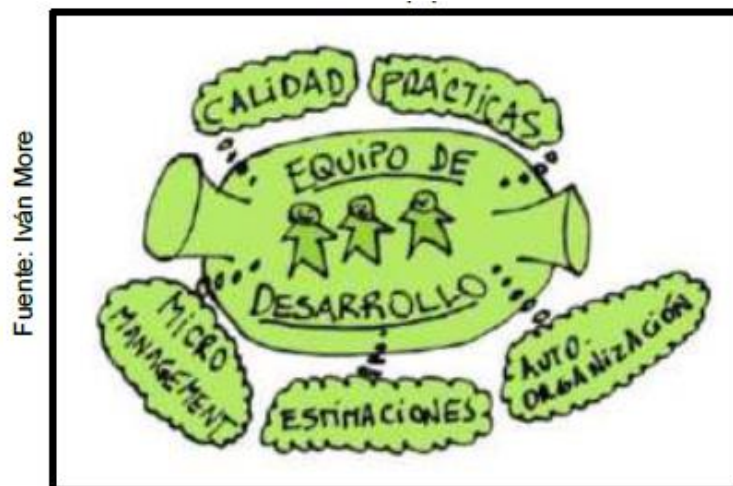 Fuente: Iván More
CALIDAD
PRÁCTICAS
EQUIPO DE
DESARROLLO
MICRO
MANAGEMENT
ESTIMACIONES
AUTO.
ORGANIZACIÓN